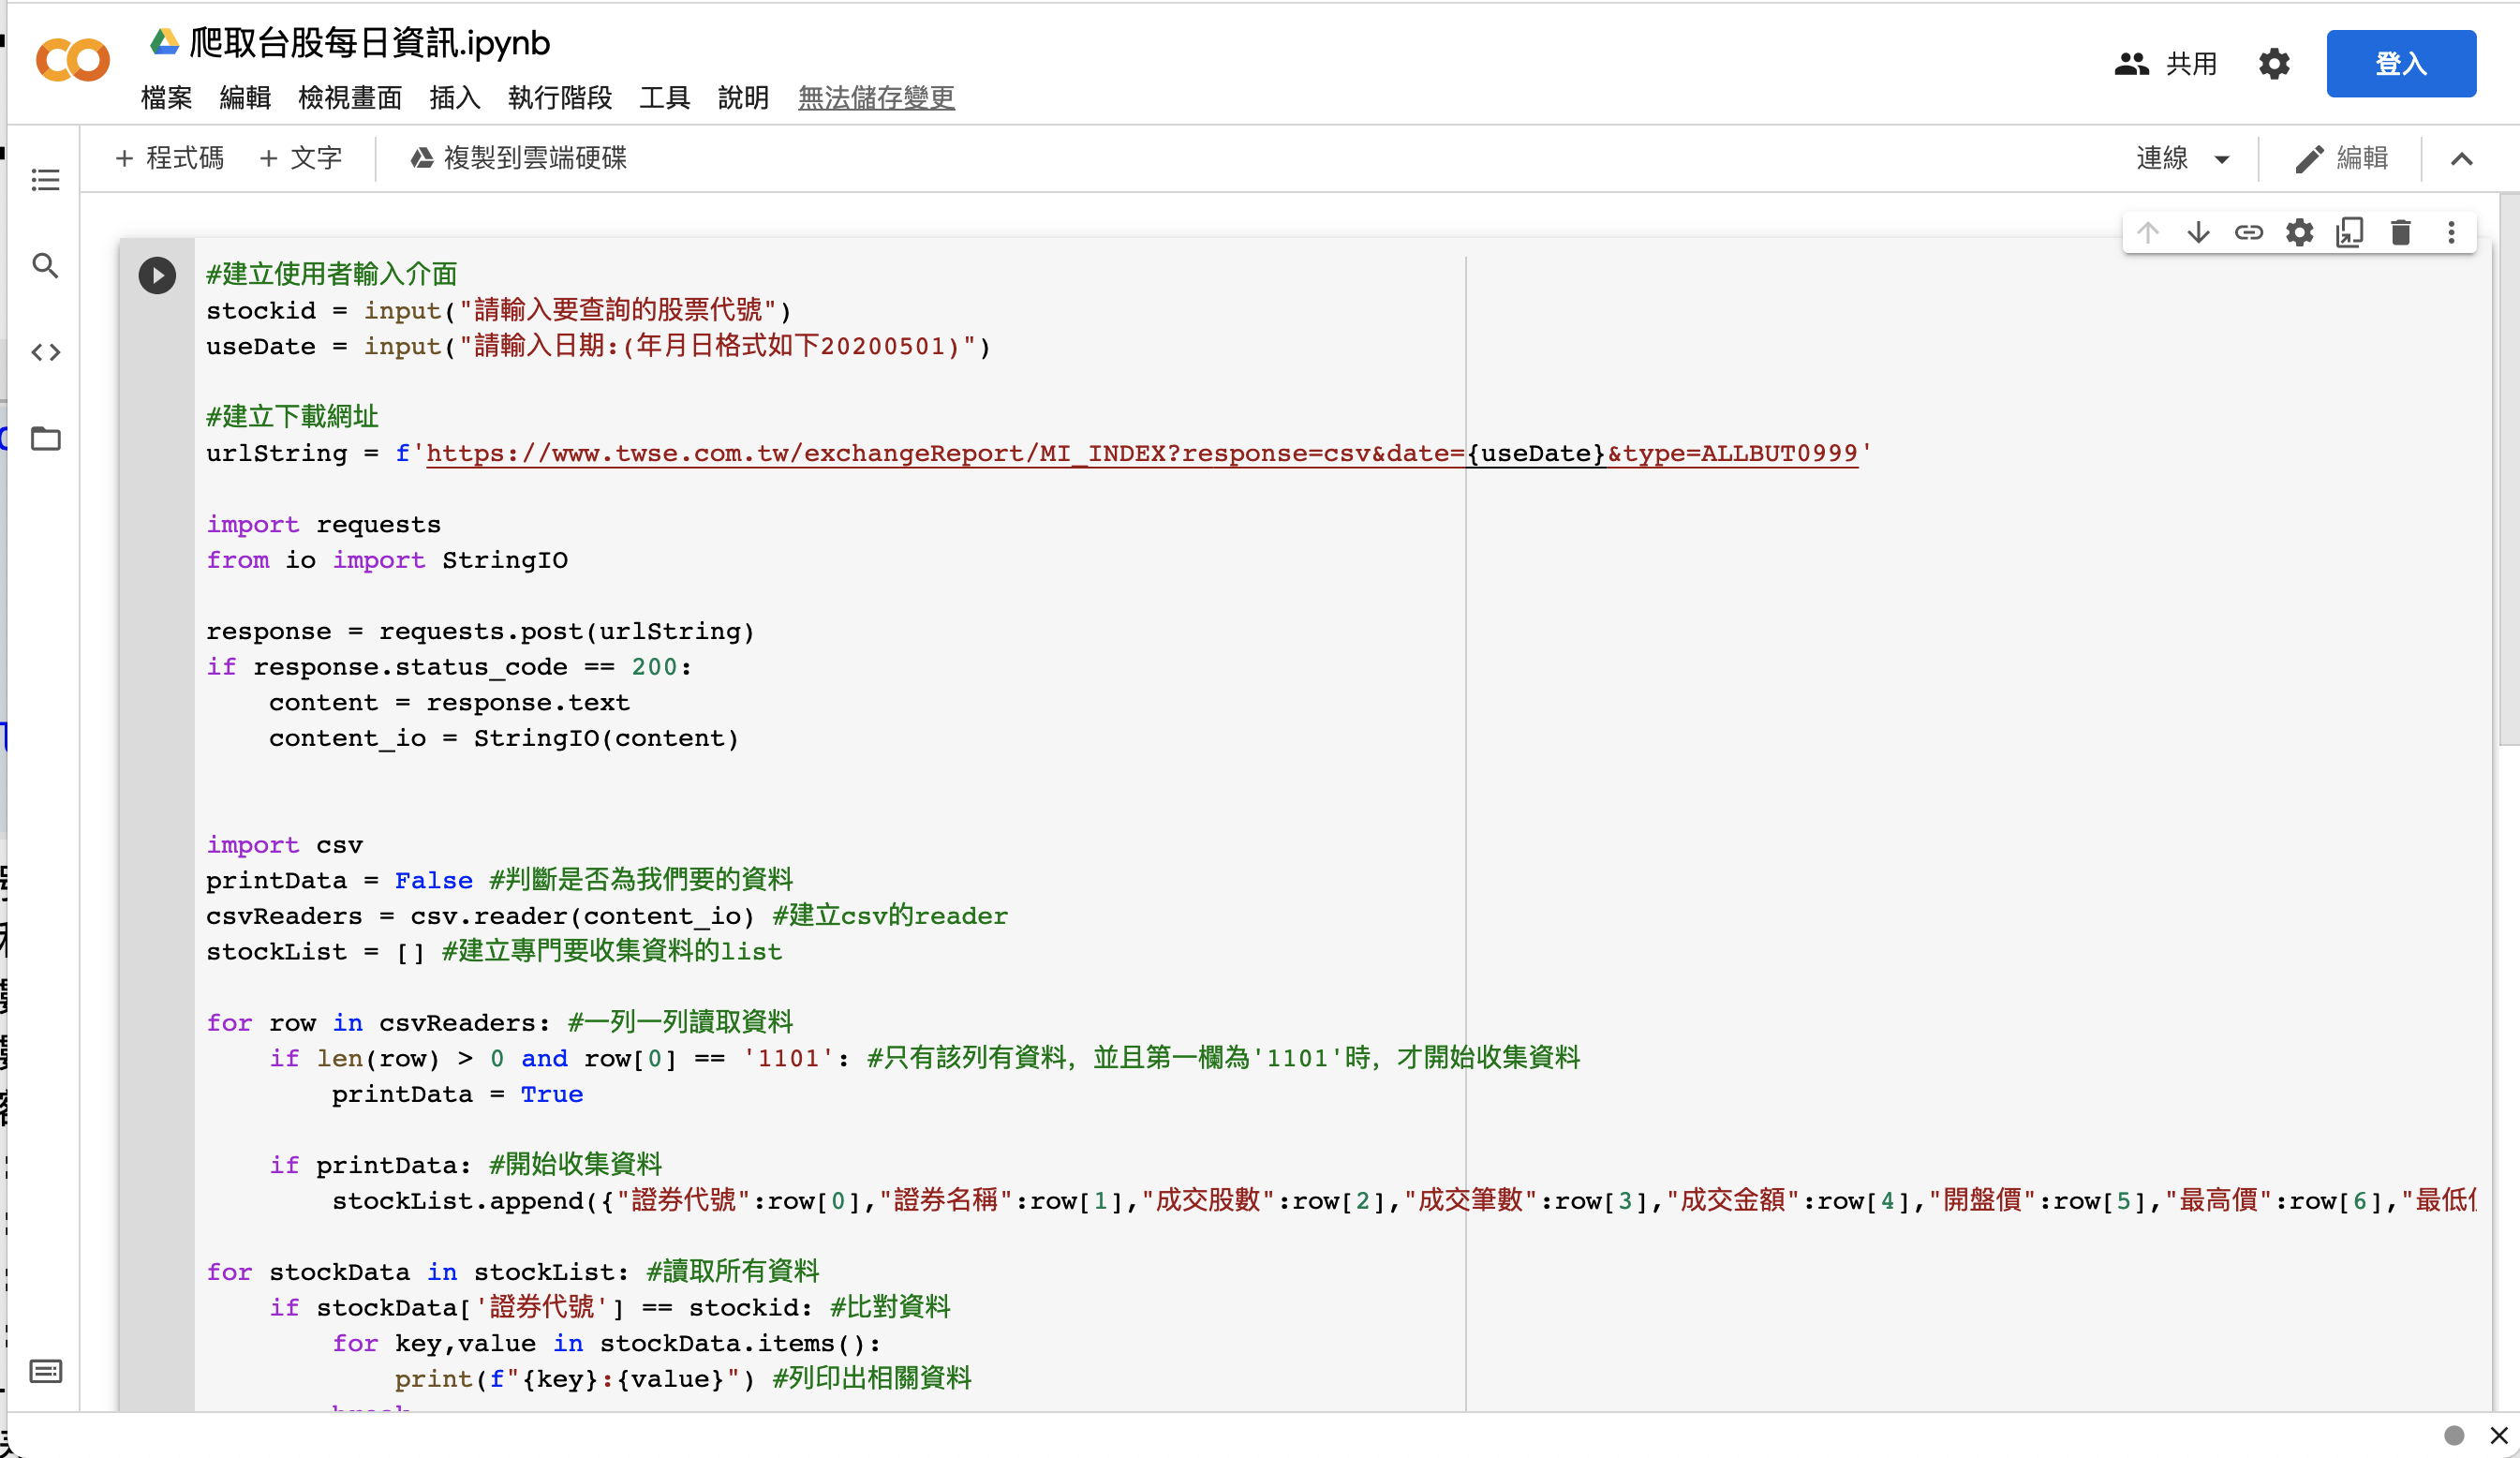 爬取台股每日資訊.ipynb
檔案 編輯 檢視畫面 插入 執行階段 工具 說明 無法儲存變更
共用 登入
+ 程式碼 + 文字 複製到雲端硬碟
連線 編輯
#建立使用者輸入介面
stockid = input("請輸入要查詢的股票代號")
useDate = input("請輸入日期:(年月日格式如下20200501)")
#建立下載網址
urlString = f'https://www.twse.com.tw/exchangeReport/MI_INDEX?response=csv&date={useDate}&type=ALLBUT0999'
import requests
from io import StringIO
response = requests.post(urlString)
if response.status_code == 200:
    content = response.text
    content_io = StringIO(content)
import csv
printData = False #判斷是否為我們要的資料
csvReaders = csv.reader(content_io) #建立csv的reader
stockList = [] #建立專門要收集資料的list
for row in csvReaders: #一列一列讀取資料
    if len(row) > 0 and row[0] == '1101': #只有該列有資料，並且第一欄為'1101'時，才開始收集資料
        printData = True
    if printData: #開始收集資料
        stockList.append({"證券代號":row[0],"證券名稱":row[1],"成交股數":row[2],"成交筆數":row[3],"成交金額":row[4],"開盤價":row[5],"最高價":row[6],"最低
for stockData in stockList: #讀取所有資料
    if stockData['證券代號'] == stockid: #比對資料
        for key,value in stockData.items():
            print(f"{key}:{value}") #列印出相關資料